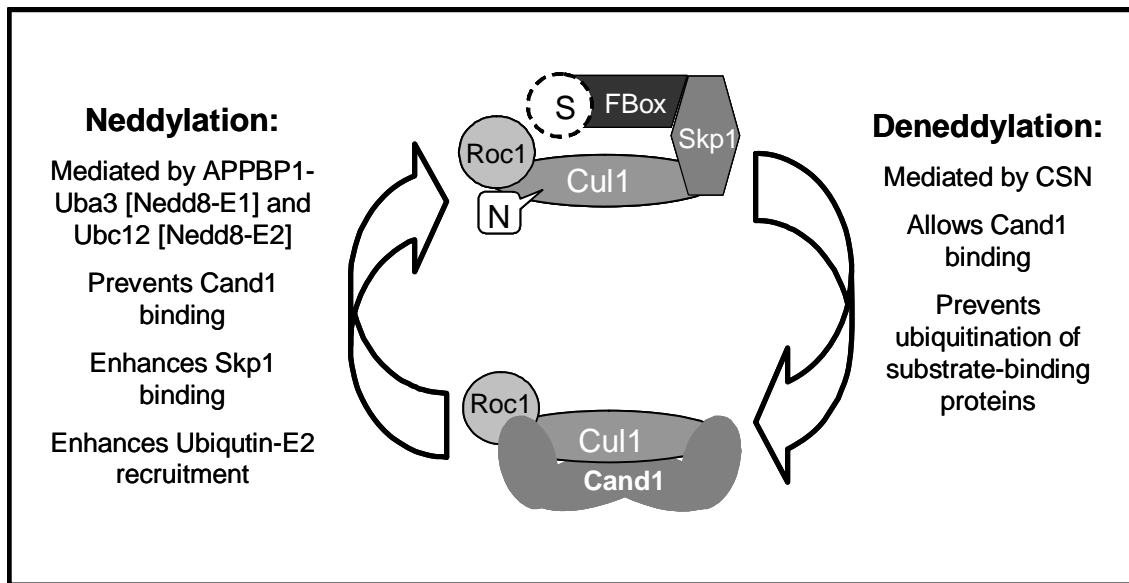 Neddylation:
Mediated by APPBP1-
Uba3 [Nedd8-E1] and
Ubc12 [Nedd8-E2]
Prevents Cand1
binding
Enhances Skp1
binding
Enhances Ubiqutin-E2
recruitment
S
FBox
Skp1
Roc1
Cul1
N
Roc1
Cul1
Cand1
Deneddylation:
Mediated by CSN
Allows Cand1
binding
Prevents
ubiquitination of
substrate-binding
proteins